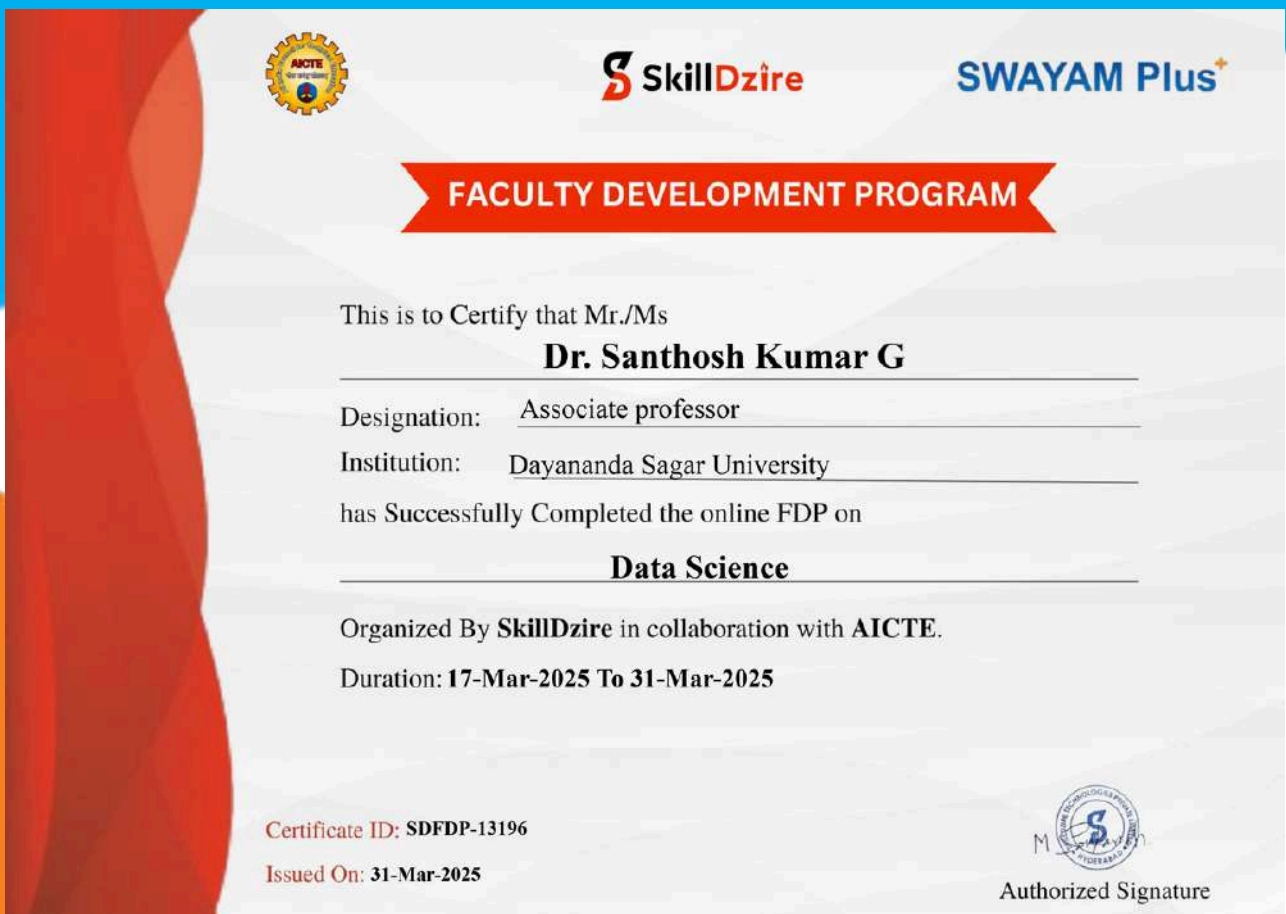 AICTE
SkillDzire
SWAYAM Plus+
FACULTY DEVELOPMENT PROGRAM
This is to Certify that Mr./Ms
Dr. Santhosh Kumar G
Designation: Associate professor
Institution: Dayananda Sagar University
has Successfully Completed the online FDP on
Data Science
Organized By SkillDzire in collaboration with AICTE.
Duration: 17-Mar-2025 To 31-Mar-2025
Certificate ID: SDFDP-13196
Issued On: 31-Mar-2025
HYDERABAD
Authorized Signature